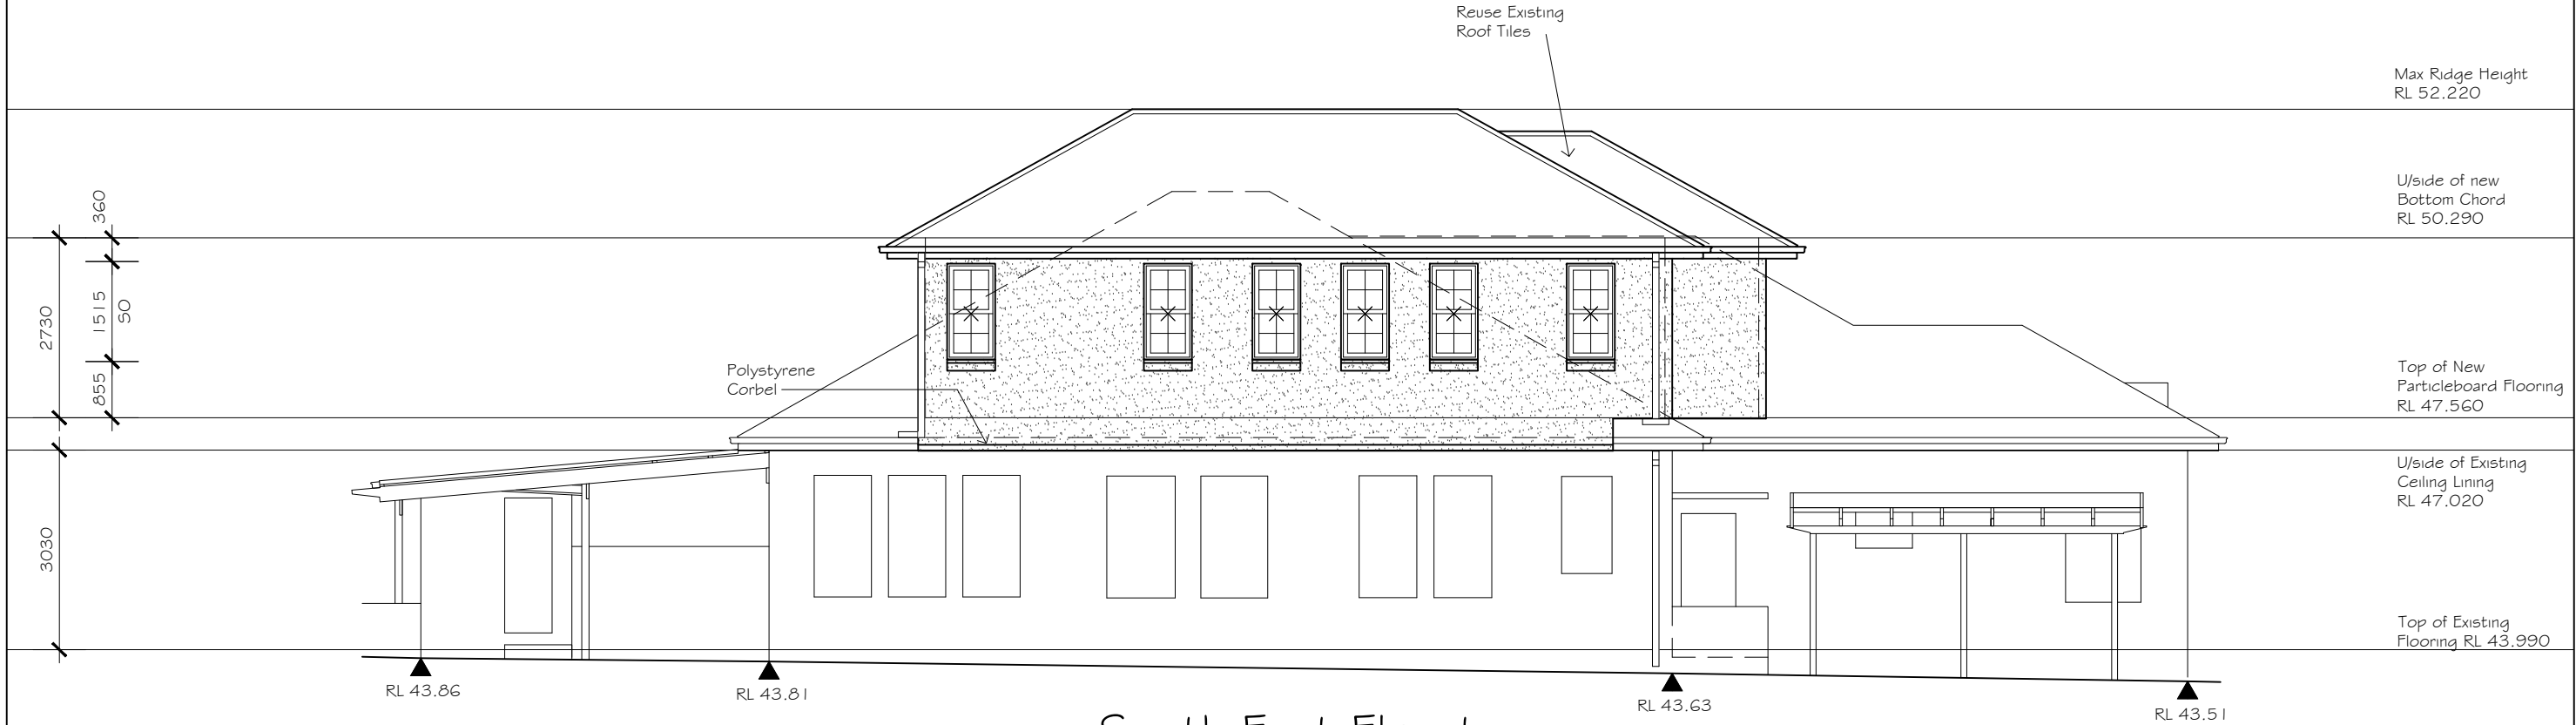 Reuse Existing
Roof Tiles
Max Ridge Height
RL 52.220
U/side of new
Bottom Chord
RL 50.290
360
2730
1515
50
855
Polystyrene
Corbel
Top of New
Particleboard Flooring
RL 47.560
U/side of Existing
Ceiling Lining
RL 47.020
3030
Top of Existing
Flooring RL 43.990
RL 43.86
RL 43.81
RL 43.63
RL 43.51